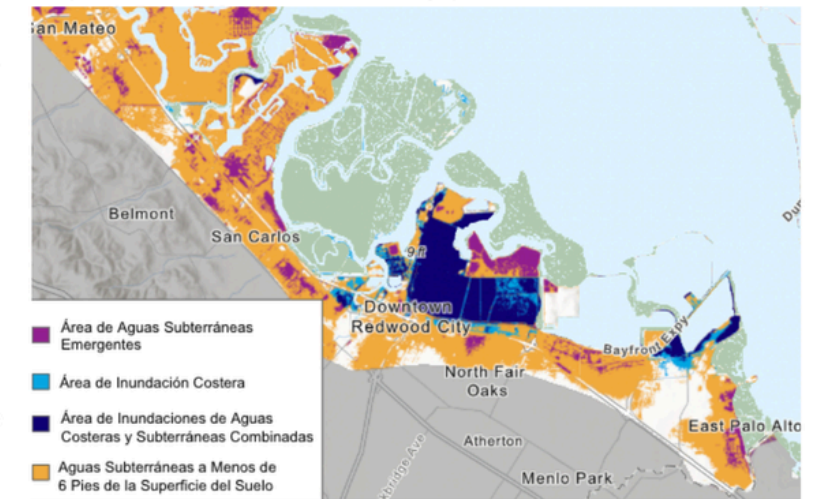 San Mateo
Belmont
San Carlos
9 ft
Downtown
Redwood City
Bayfront Expy
North Fair
Oaks
East Palo Alto
Atherton
Menlo Park
Área de Aguas Subterráneas
Emergentes
Área de Inundación Costera
Área de Inundaciones de Aguas
Costeras y Subterráneas Combinadas
Aguas Subterráneas a Menos de
6 Pies de la Superficie del Suelo